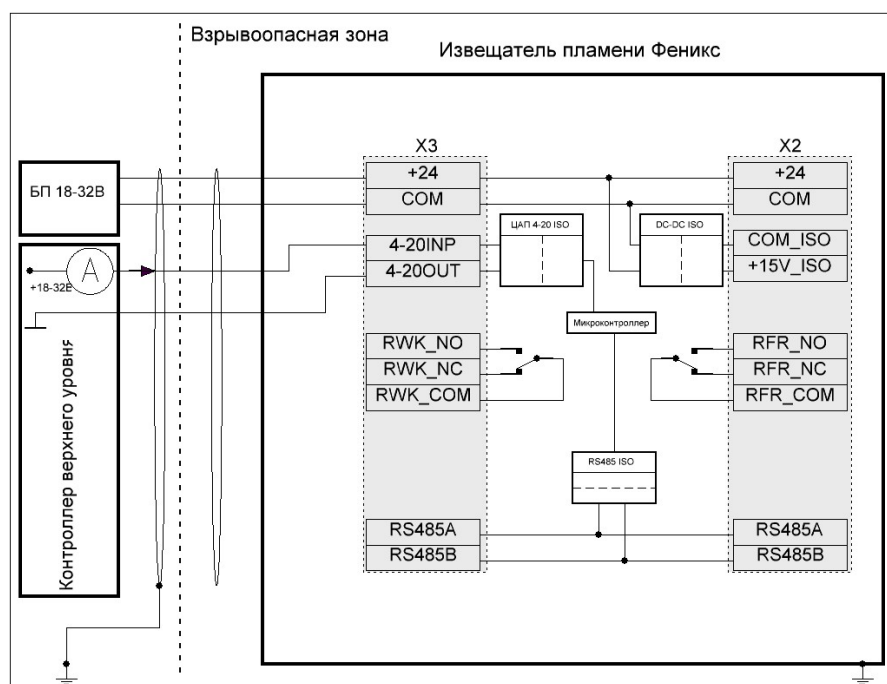 Взрывоопасная зона
Извещатель пламени Феникс
X3
X2
БП 18-32В
+24
COM
+24
COM
4-20INP
4-20OUT
ЦАП 4-20 ISO
DC-DC ISO
COM_ISO
+15V_ISO
A
+18-32Е
Микроконтроллер
RWK_NO
RWK_NC
RWK_COM
RFR_NO
RFR_NC
RFR_COM
Контроллер верхнего уровня
RS485 ISO
RS485A
RS485B
RS485A
RS485B